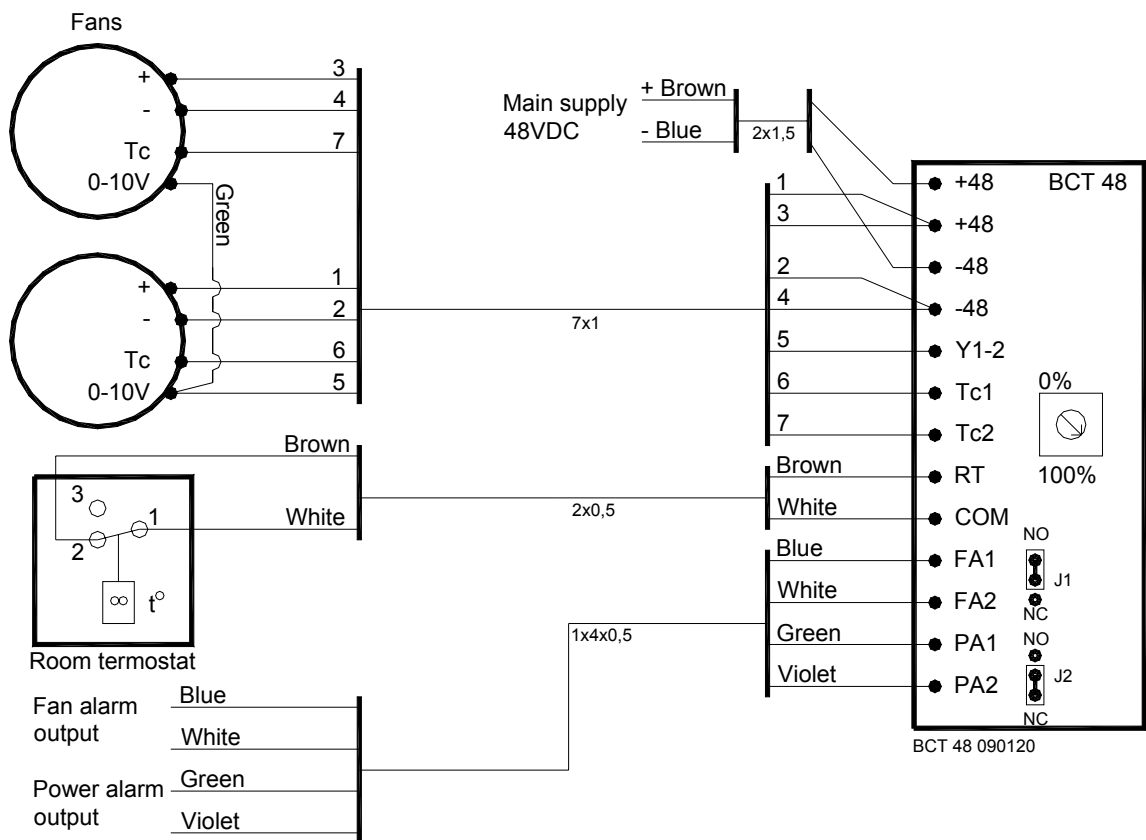 Fans
+
-
Tc
0-10V
3
4
7
Green
+
-
Tc
0-10V
1
2
6
5
7x1
Main supply
48VDC
+ Brown
- Blue
2x1,5
1
3
2
4
5
6
7
BCT 48
+48
+48
-48
-48
Y1-2
Tc1
Tc2
RT
COM
FA1
FA2
PA1
PA2
0%
100%
NO
J1
NC
NO
J2
NC
BCT 48 090120
Brown
White
2x0,5
Brown
White
3
1
2
t°
Room termostat
Blue
White
Green
Violet
1x4x0,5
Fan alarm
output
Blue
White
Power alarm
output
Green
Violet